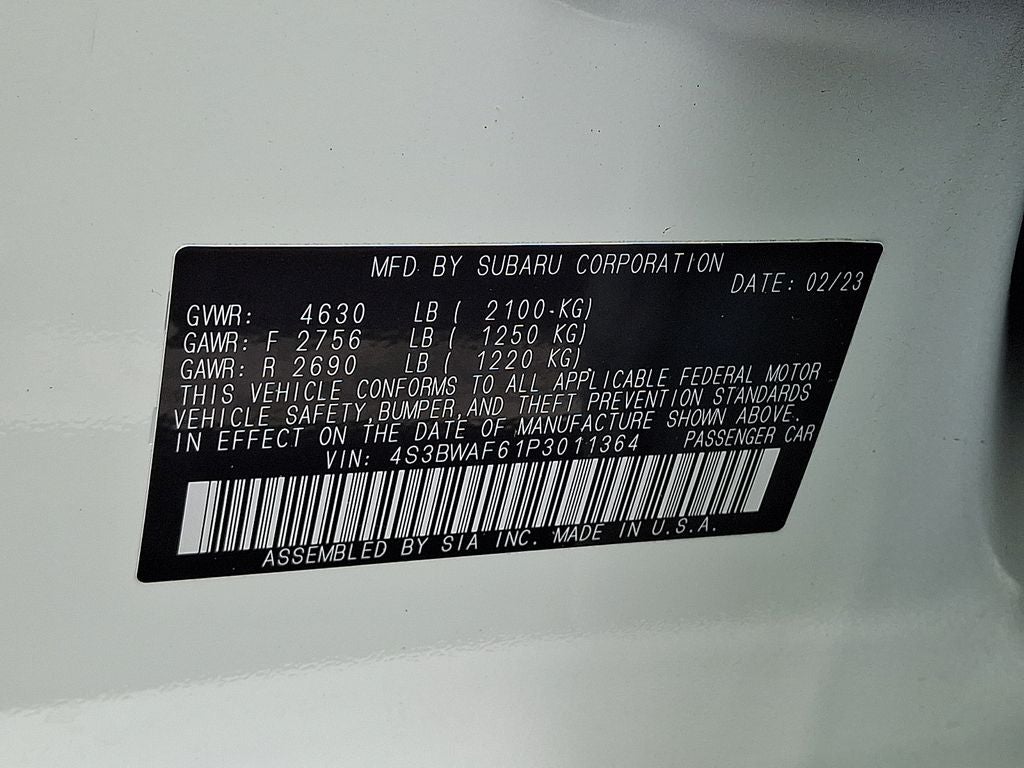 MFD BY SUBARU CORPORATION
DATE: 02/23
GVWR: 4630 LB ( 2100-KG)
GAWR: F 2756 LB ( 1250 KG)
GAWR: R 2690 LB ( 1220 KG)
THIS VEHICLE CONFORMS TO ALL APPLICABLE FEDERAL MOTOR
VEHICLE SAFETY,BUMPER,AND THEFT PREVENTION STANDARDS
IN EFFECT ON THE DATE OF MANUFACTURE SHOWN ABOVE.
VIN: 4S3BWAF61P3011364 PASSENGER CAR
ASSEMBLED BY SIA INC. MADE IN U.S.A.